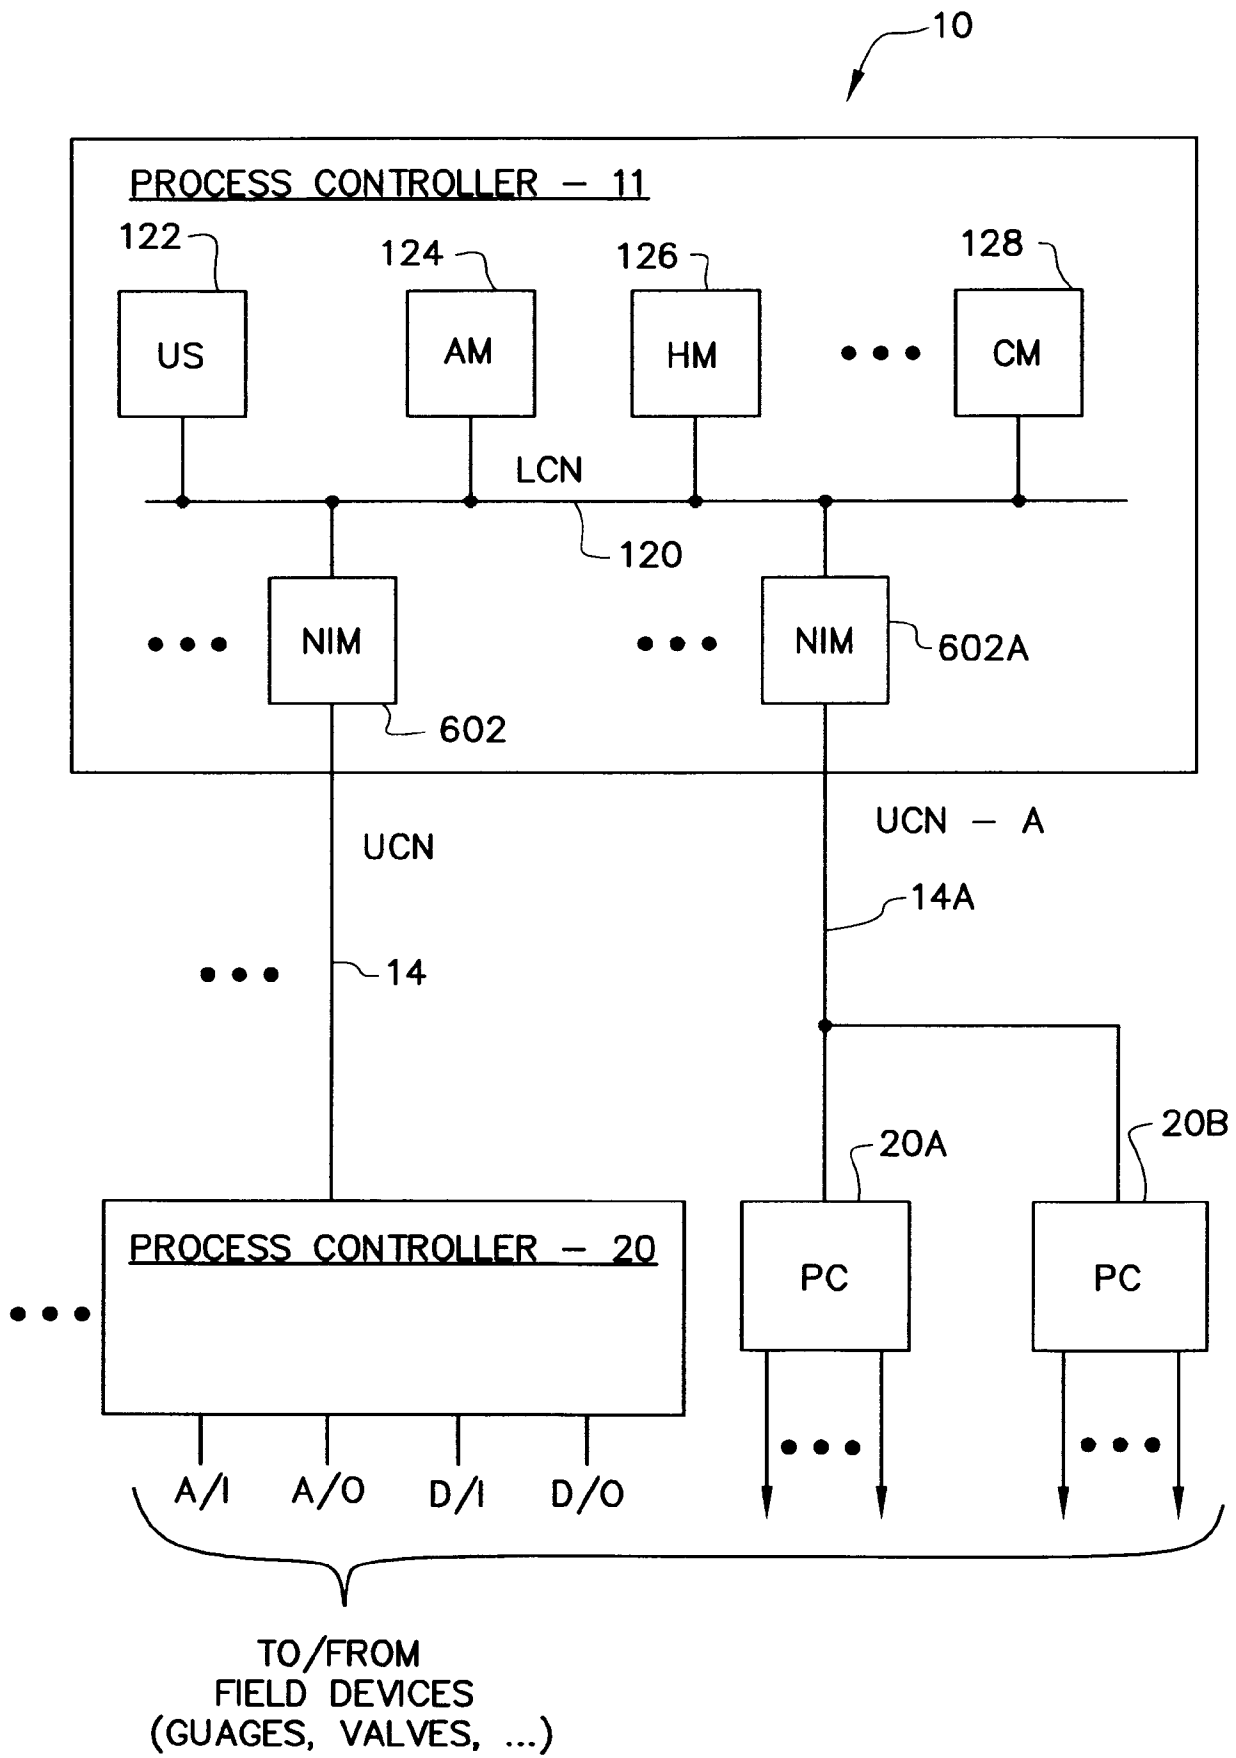 10
PROCESS CONTROLLER - 11
122
124
126
128
US
AM
HM
CM
LCN
120
NIM
NIM
602A
602
UCN - A
UCN
14A
14
20B
20A
PROCESS CONTROLLER - 20
PC
PC
A/I
A/O
D/I
D/O
TO/FROM
FIELD DEVICES
(GUAGES, VALVES, ...)